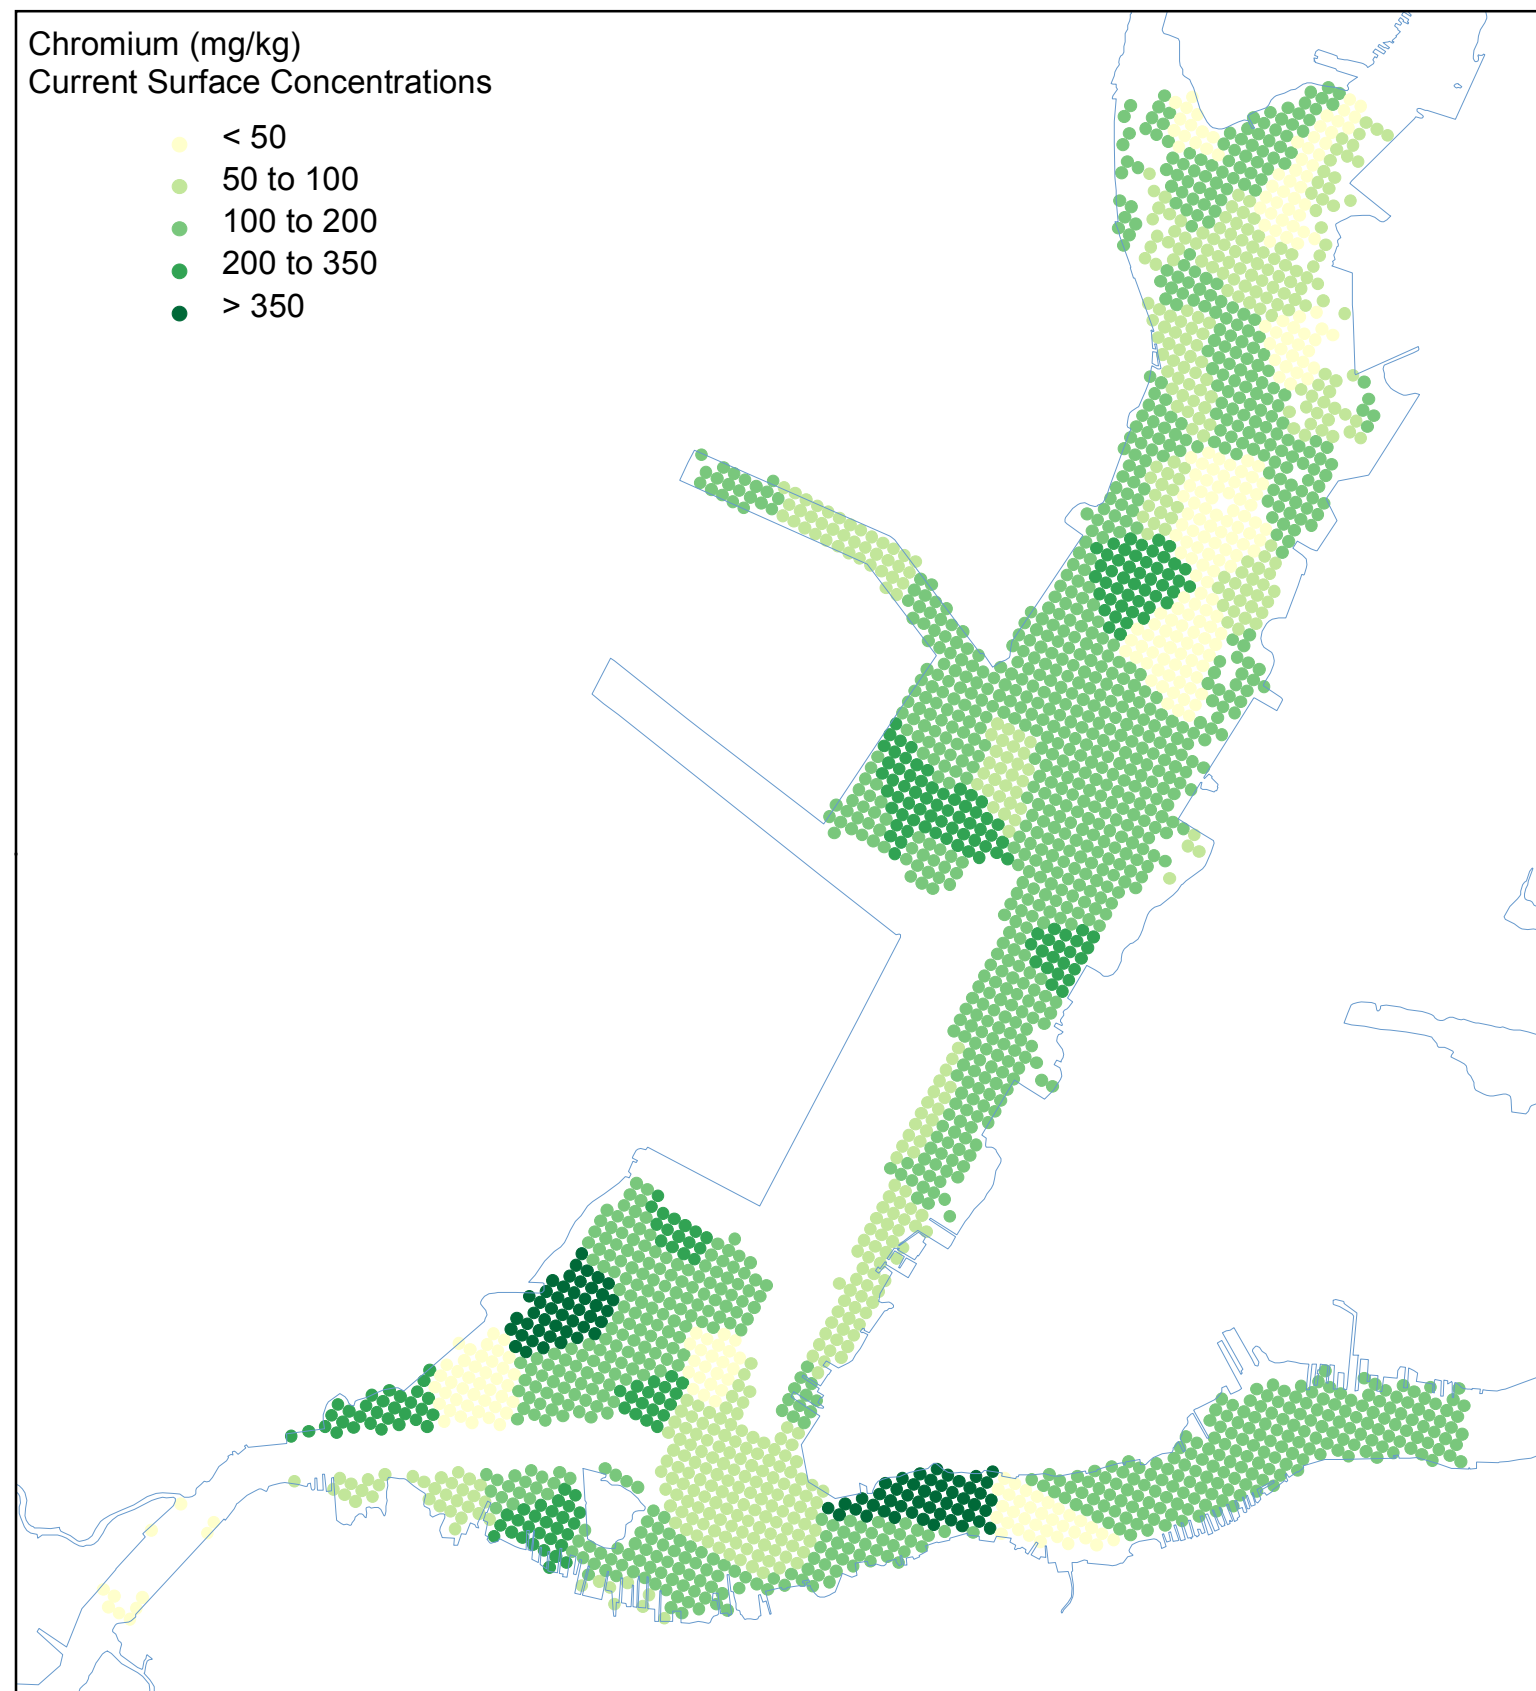 Chromium (mg/kg)
Current Surface Concentrations
< 50
50 to 100
100 to 200
200 to 350
> 350